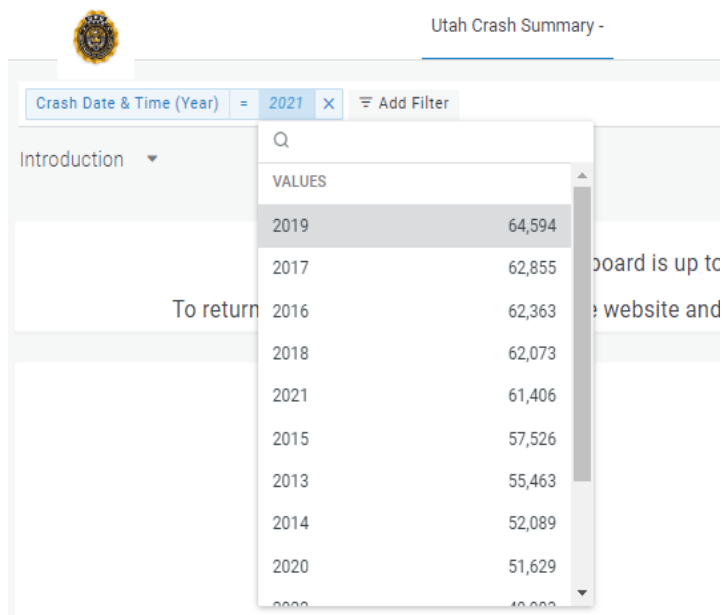 Utah Crash Summary -
Crash Date & Time (Year) = 2021 X Add Filter
Introduction
VALUES
2019 64,594
2017 62,855
board is up to
2016 62,363
To return
e website and
2018 62,073
2021 61,406
2015 57,526
2013 55,463
2014 52,089
2020 51,629